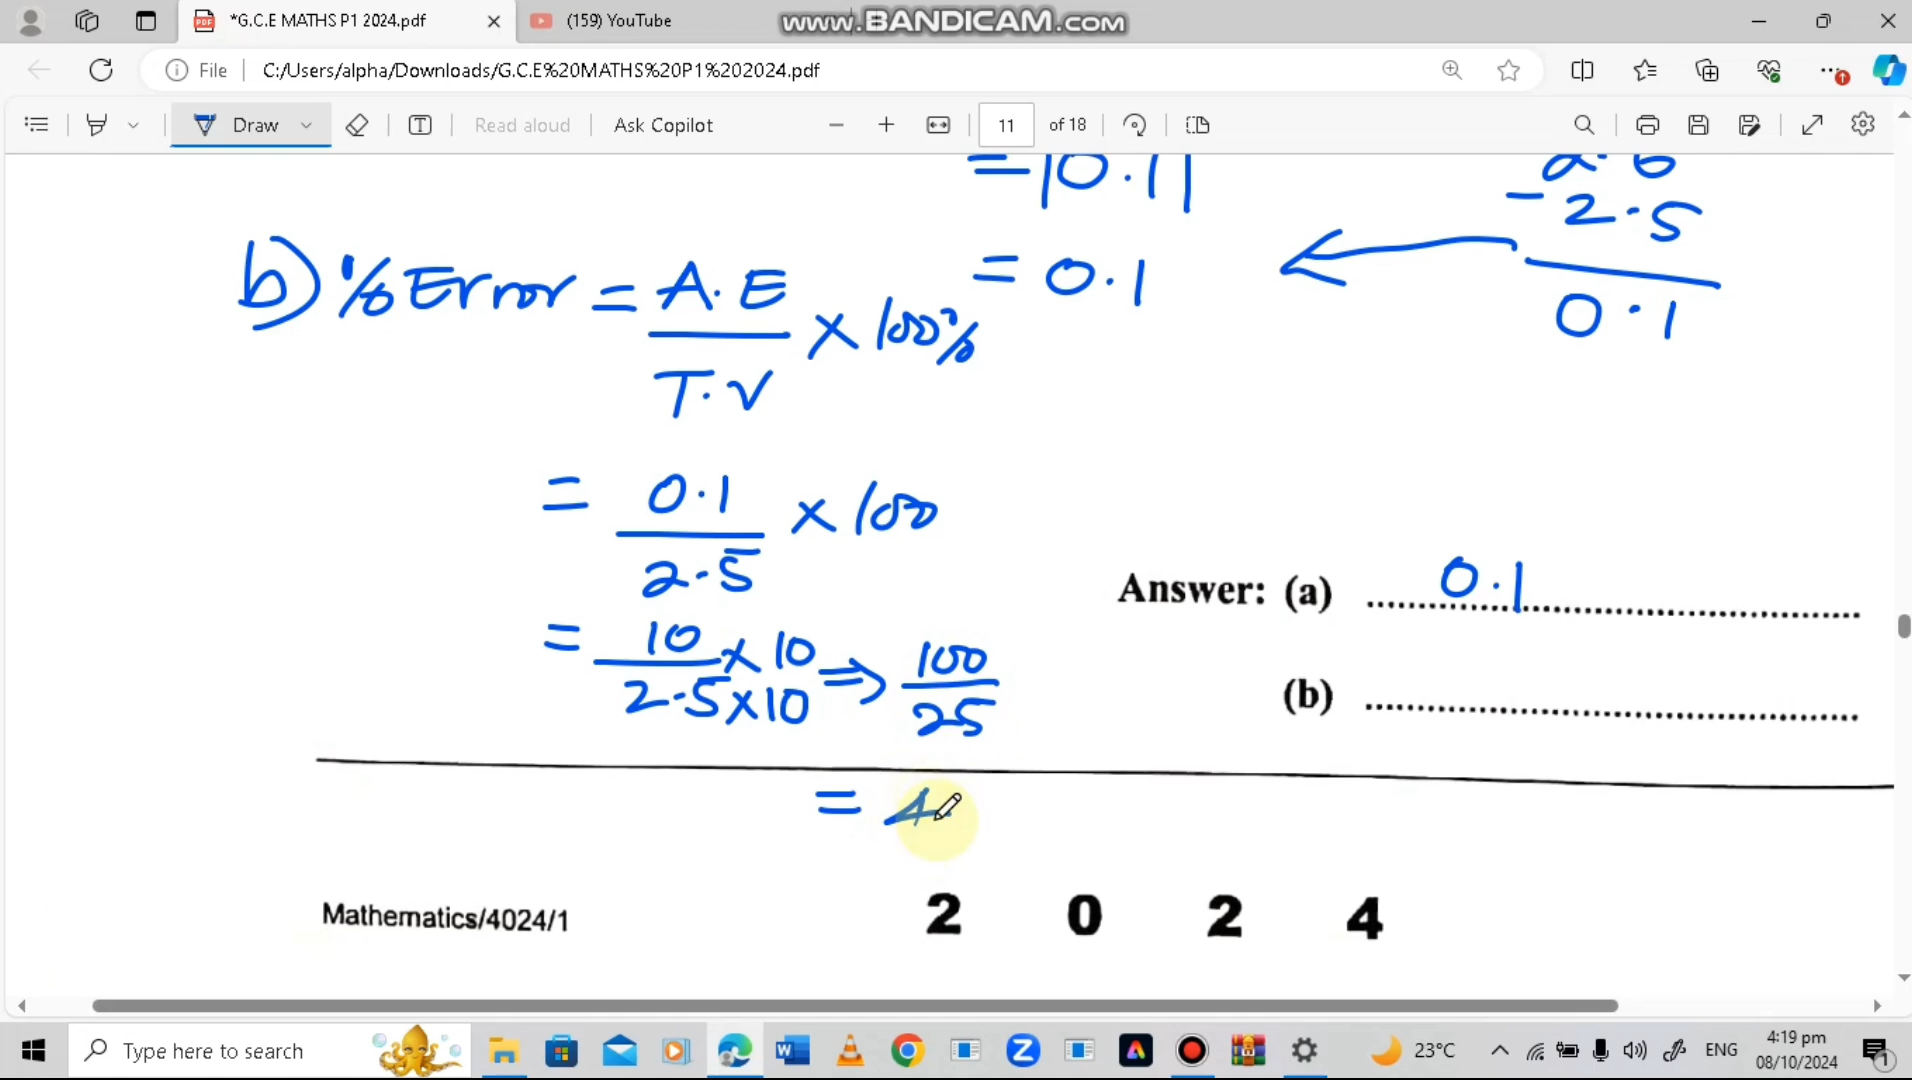 *G.C.E MATHS P1 2024.pdf
(159) YouTube
www.BANDICAM.com
File
C:/Users/alpha/Downloads/G.C.E%20MATHS%20P1%202024.pdf
Draw
Read aloud
Ask Copilot
11
of 18
= |0.1|
- 2.5
b) % Error = A.E / T.V × 100%
= 0.1
0.1
= 0.1 / 2.5 × 100
Answer: (a) 0.1
= 10 × 10 / 2.5 × 10 ⇒ 100 / 25
(b)
= 4
Mathematics/4024/1
2 0 2 4
Type here to search
23°C
ENG
4:19 pm
08/10/2024
1